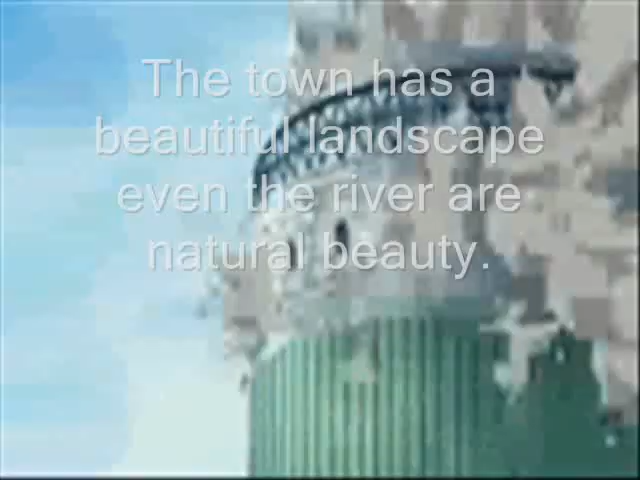 The town has a
beautiful landscape
even the river are
natural beauty.